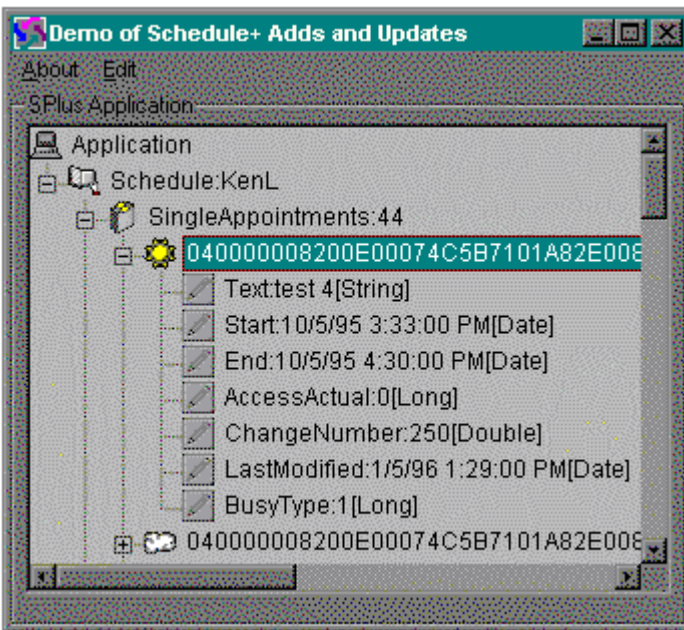 Demo of Schedule+ Adds and Updates
About Edit
SPlus Application
Application
Schedule:KenL
SingleAppointments:44
040000008200E00074C5B7101A82E008
Text:test 4[String]
Start:10/5/95 3:33:00 PM[Date]
End:10/5/95 4:30:00 PM[Date]
AccessActual:0[Long]
ChangeNumber:250[Double]
LastModified:1/5/96 1:29:00 PM[Date]
BusyType:1[Long]
040000008200E00074C5B7101A82E008